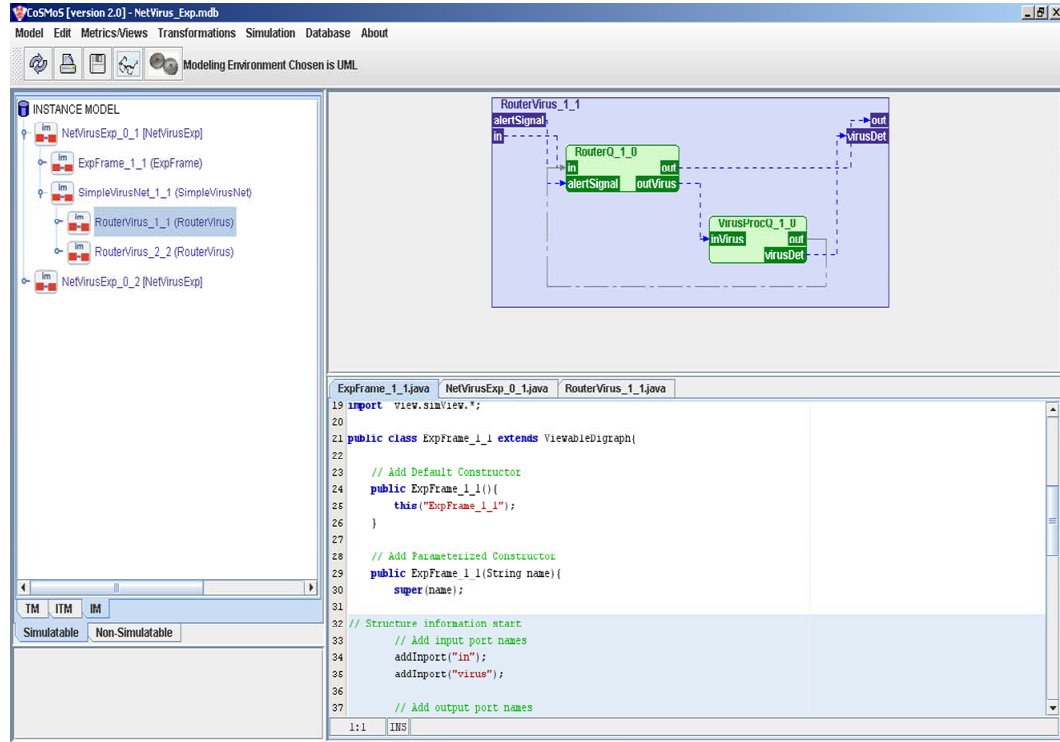 CoSMoS [version 2.0] - NetVirus_Exp.mdb
Model Edit Metrics/Views Transformations Simulation Database About
Modeling Environment Chosen is UML
INSTANCE MODEL
im NetVirusExp_0_1 [NetVirusExp]
im ExpFrame_1_1 (ExpFrame)
im SimpleVirusNet_1_1 (SimpleVirusNet)
im RouterVirus_1_1 (RouterVirus)
im RouterVirus_2_2 (RouterVirus)
im NetVirusExp_0_2 [NetVirusExp]
TM ITM IM
Simulatable Non-Simulatable
RouterVirus_1_1
alertSignal out
in virusDet
RouterQ_1_0
in out
alertSignal outVirus
VirusProcQ_1_0
inVirus out
virusDet
ExpFrame_1_1.java NetVirusExp_0_1.java RouterVirus_1_1.java
19 import view.simView.*;
20
21 public class ExpFrame_1_1 extends ViewableDigraph{
22
23 // Add Default Constructor
24 public ExpFrame_1_1(){
25 this("ExpFrame_1_1");
26 }
27
28 // Add Parameterized Constructor
29 public ExpFrame_1_1(String name){
30 super(name);
31
32 // Structure information start
33 // Add input port names
34 addInport("in");
35 addInport("virus");
36
37 // Add output port names
1:1 INS